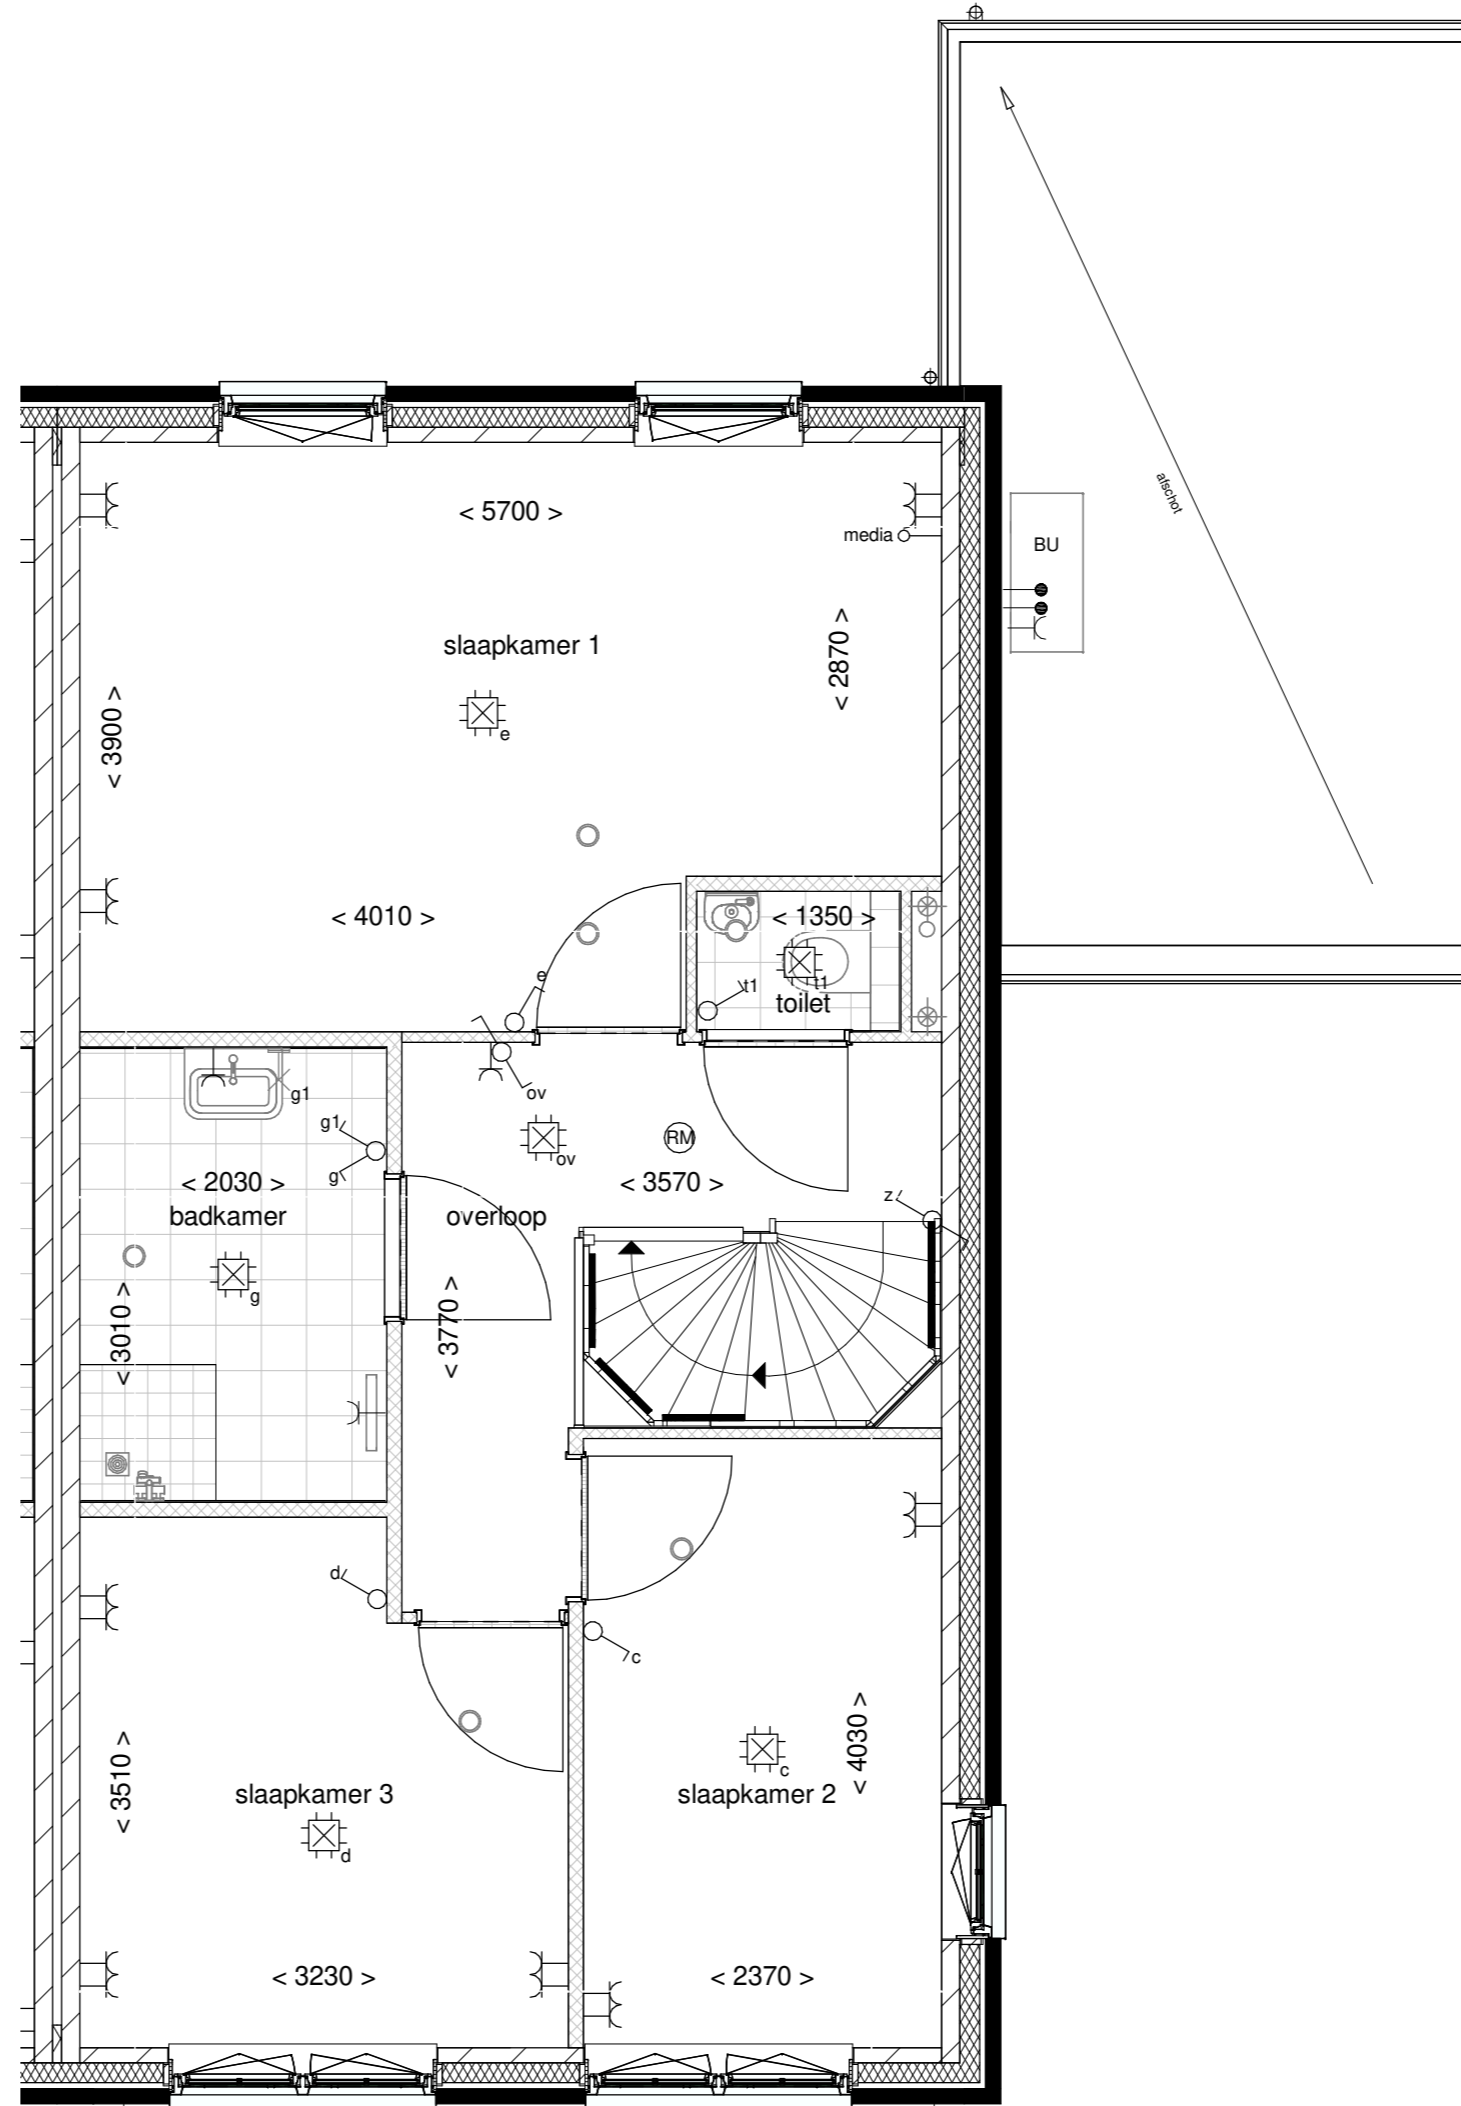 < 5700 >
media
BU
afschot
slaapkamer 1
< 2870 >
e
< 3900 >
< 4010 >
< 1350 >
e
t1
t1
toilet
g1
ov
g1
RM
ov
g
< 2030 >
< 3570 >
z
badkamer
overloop
g
< 3010 >
< 3770 >
d
c
< 4030 >
c
< 3510 >
slaapkamer 3
slaapkamer 2
d
< 3230 >
< 2370 >